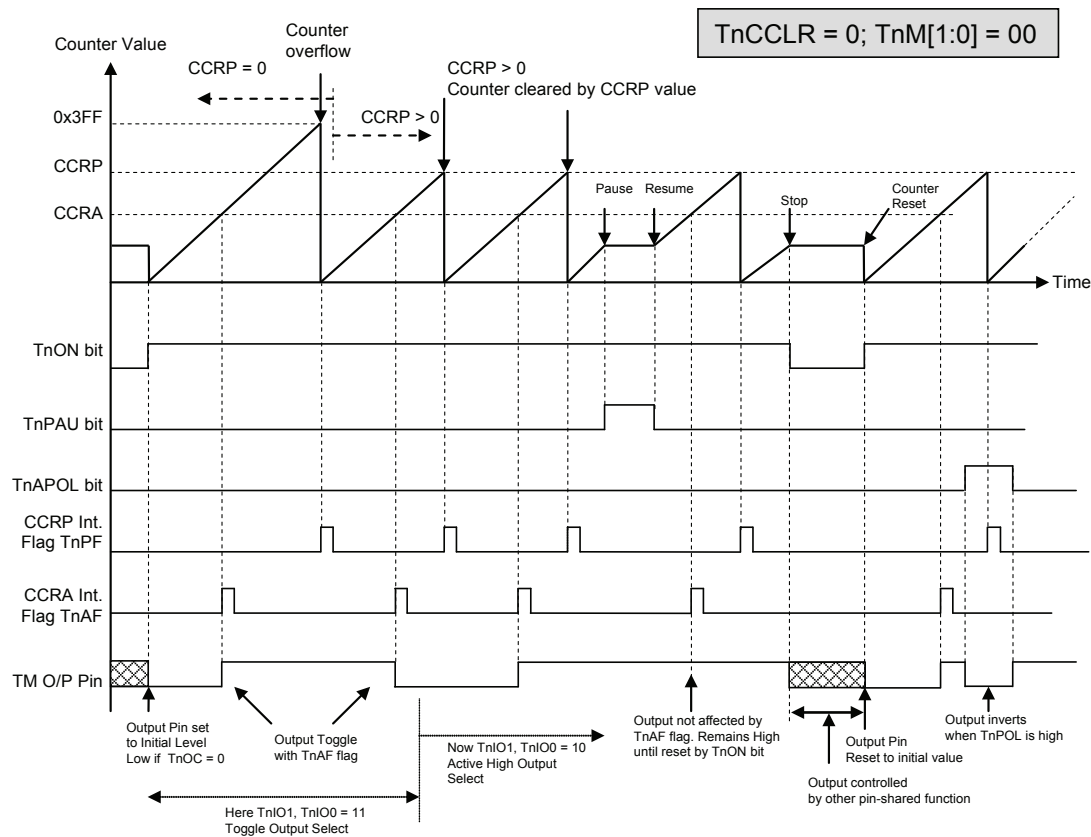 TnCCLR = 0; TnM[1:0] = 00
Counter Value
Counter
overflow
CCRP = 0
CCRP > 0
Counter cleared by CCRP value
0x3FF
CCRP > 0
CCRP
Pause
Resume
Stop
Counter
Reset
CCRA
Time
TnON bit
TnPAU bit
TnAPOL bit
CCRP Int.
Flag TnPF
CCRA Int.
Flag TnAF
TM O/P Pin
Output Pin set
to Initial Level
Low if TnOC = 0
Output Toggle
with TnAF flag
Now TnIO1, TnIO0 = 10
Active High Output
Select
Output not affected by
TnAF flag. Remains High
until reset by TnON bit
Output Pin
Reset to initial value
Output inverts
when TnPOL is high
Output controlled
by other pin-shared function
Here TnIO1, TnIO0 = 11
Toggle Output Select